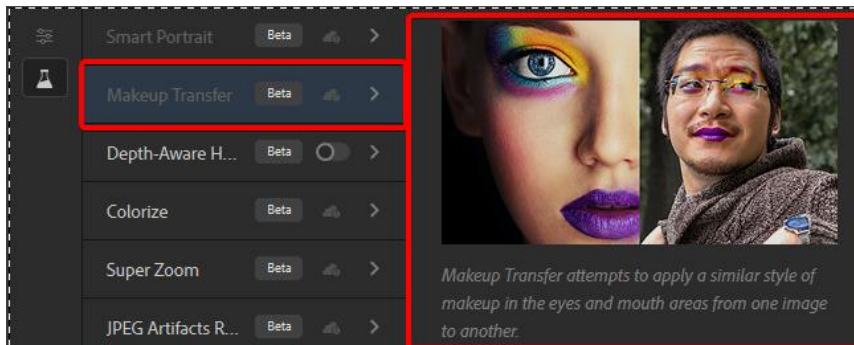 Smart Portrait Beta
Makeup Transfer Beta
Depth-Aware H... Beta
Colorize Beta
Super Zoom Beta
JPEG Artifacts R... Beta
Makeup Transfer attempts to apply a similar style of
makeup in the eyes and mouth areas from one image
to another.